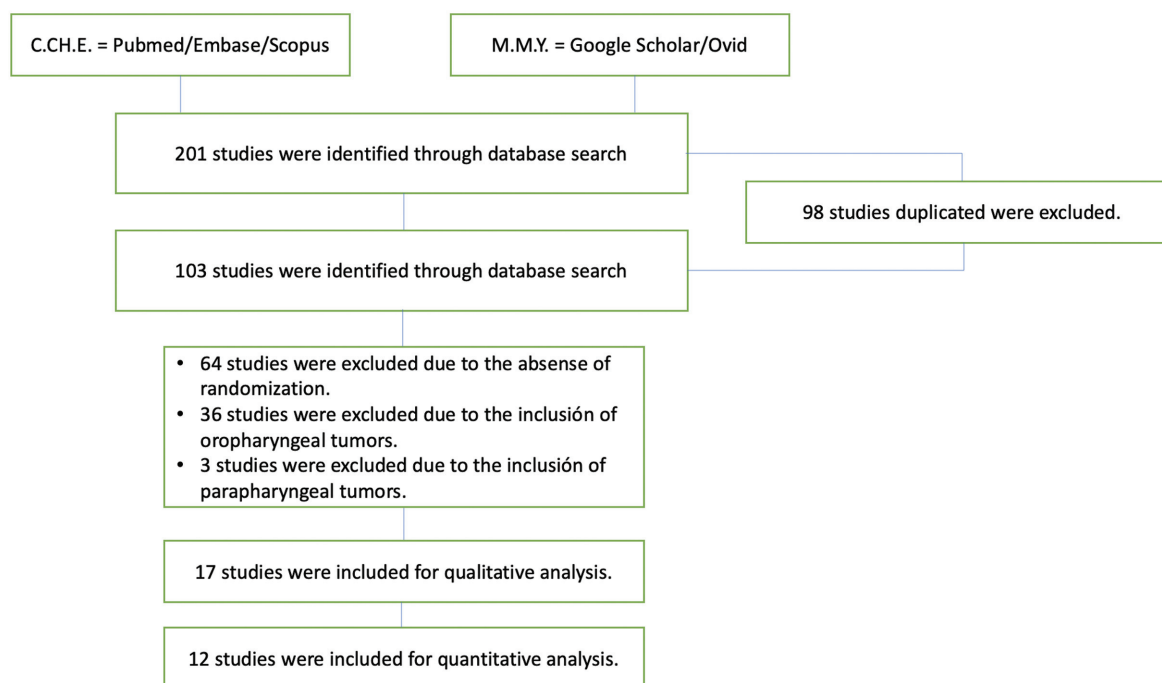 C.CH.E. = Pubmed/Embase/Scopus
M.M.Y. = Google Scholar/Ovid
201 studies were identified through database search
98 studies duplicated were excluded.
103 studies were identified through database search
• 64 studies were excluded due to the absense of
randomization.
• 36 studies were excluded due to the inclusión of
oropharyngeal tumors.
• 3 studies were excluded due to the inclusión of
parapharyngeal tumors.
17 studies were included for qualitative analysis.
12 studies were included for quantitative analysis.